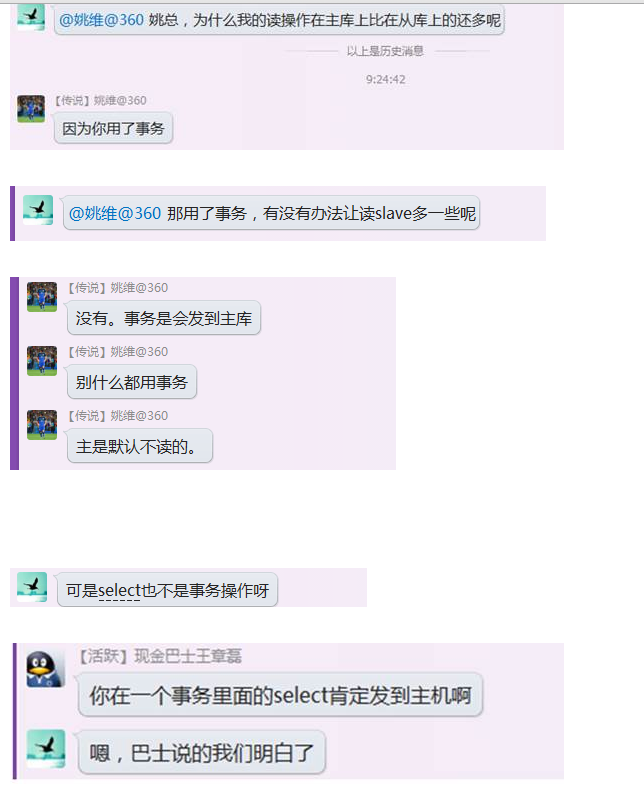 @姚维@360 姚总，为什么我的读操作在主库上比在从库上的还多呢
以上是历史消息
9:24:42
【传说】姚维@360
因为你用了事务
@姚维@360 那用了事务，有没有办法让读slave多一些呢
【传说】姚维@360
没有。事务是会发到主库
【传说】姚维@360
别什么都用事务
【传说】姚维@360
主是默认不读的。
可是select也不是事务操作呀
【活跃】现金巴士王章磊
你在一个事务里面的select肯定发到主机啊
嗯，巴士说的我们明白了